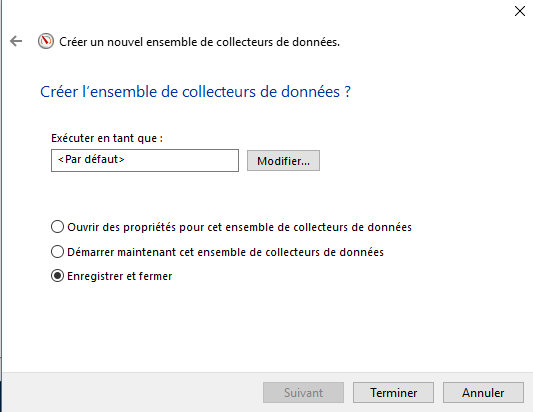 Créer un nouvel ensemble de collecteurs de données.
Créer l’ensemble de collecteurs de données ?
Exécuter en tant que :
<Par défaut>
Modifier...
Ouvrir des propriétés pour cet ensemble de collecteurs de données
Démarrer maintenant cet ensemble de collecteurs de données
Enregistrer et fermer
Suivant
Terminer
Annuler